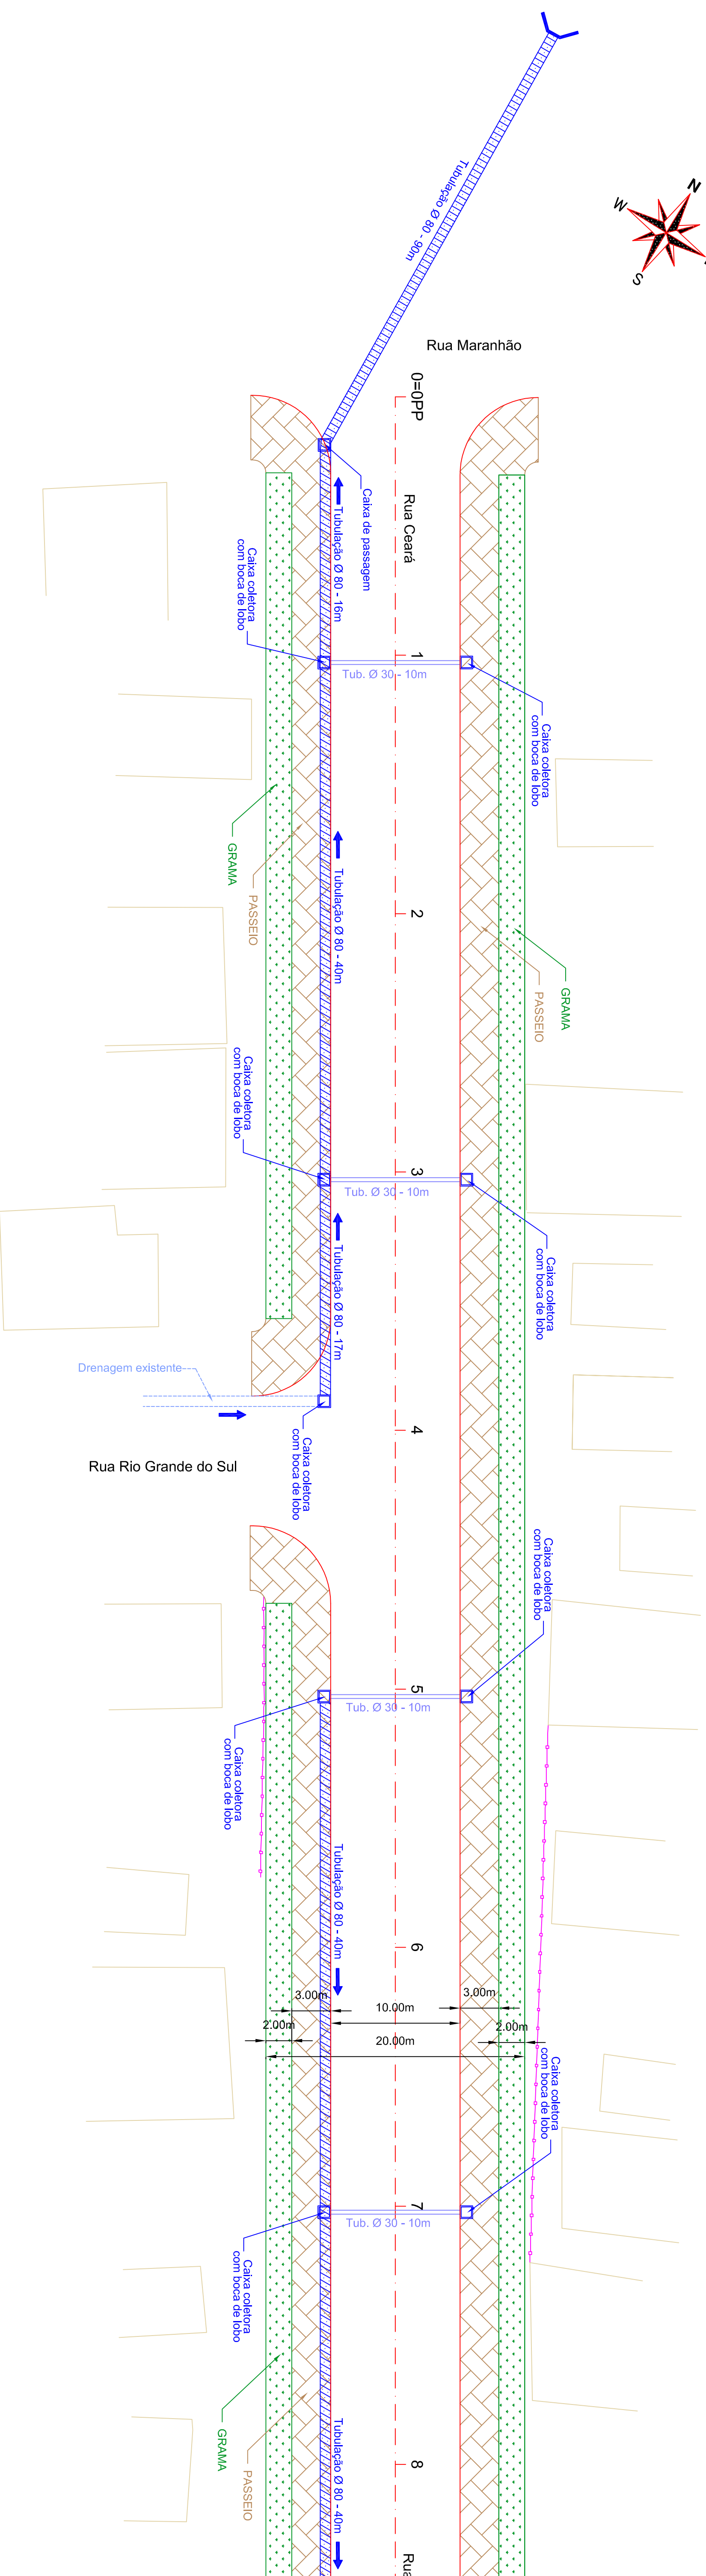 Tubulação Ø 80 - 90m
N
W
S
Rua Maranhão
0=0PP
Rua Ceará
Caixa de passagem
Tubulação Ø 80 - 16m
Caixa coletora
com boca de lobo
1
Tub. Ø 30 - 10m
Caixa coletora
com boca de lobo
GRAMA
PASSEIO
Tubulação Ø 80 - 40m
2
GRAMA
PASSEIO
Caixa coletora
com boca de lobo
3
Tub. Ø 30 - 10m
Caixa coletora
com boca de lobo
Tubulação Ø 80 - 17m
Drenagem existente
Caixa coletora
com boca de lobo
4
Rua Rio Grande do Sul
Caixa coletora
com boca de lobo
5
Tub. Ø 30 - 10m
Caixa coletora
com boca de lobo
Tubulação Ø 80 - 40m
6
3.00m
10.00m
3.00m
2.00m
20.00m
2.00m
Caixa coletora
com boca de lobo
7
Tub. Ø 30 - 10m
Caixa coletora
com boca de lobo
GRAMA
PASSEIO
Tubulação Ø 80 - 40m
8
Rua